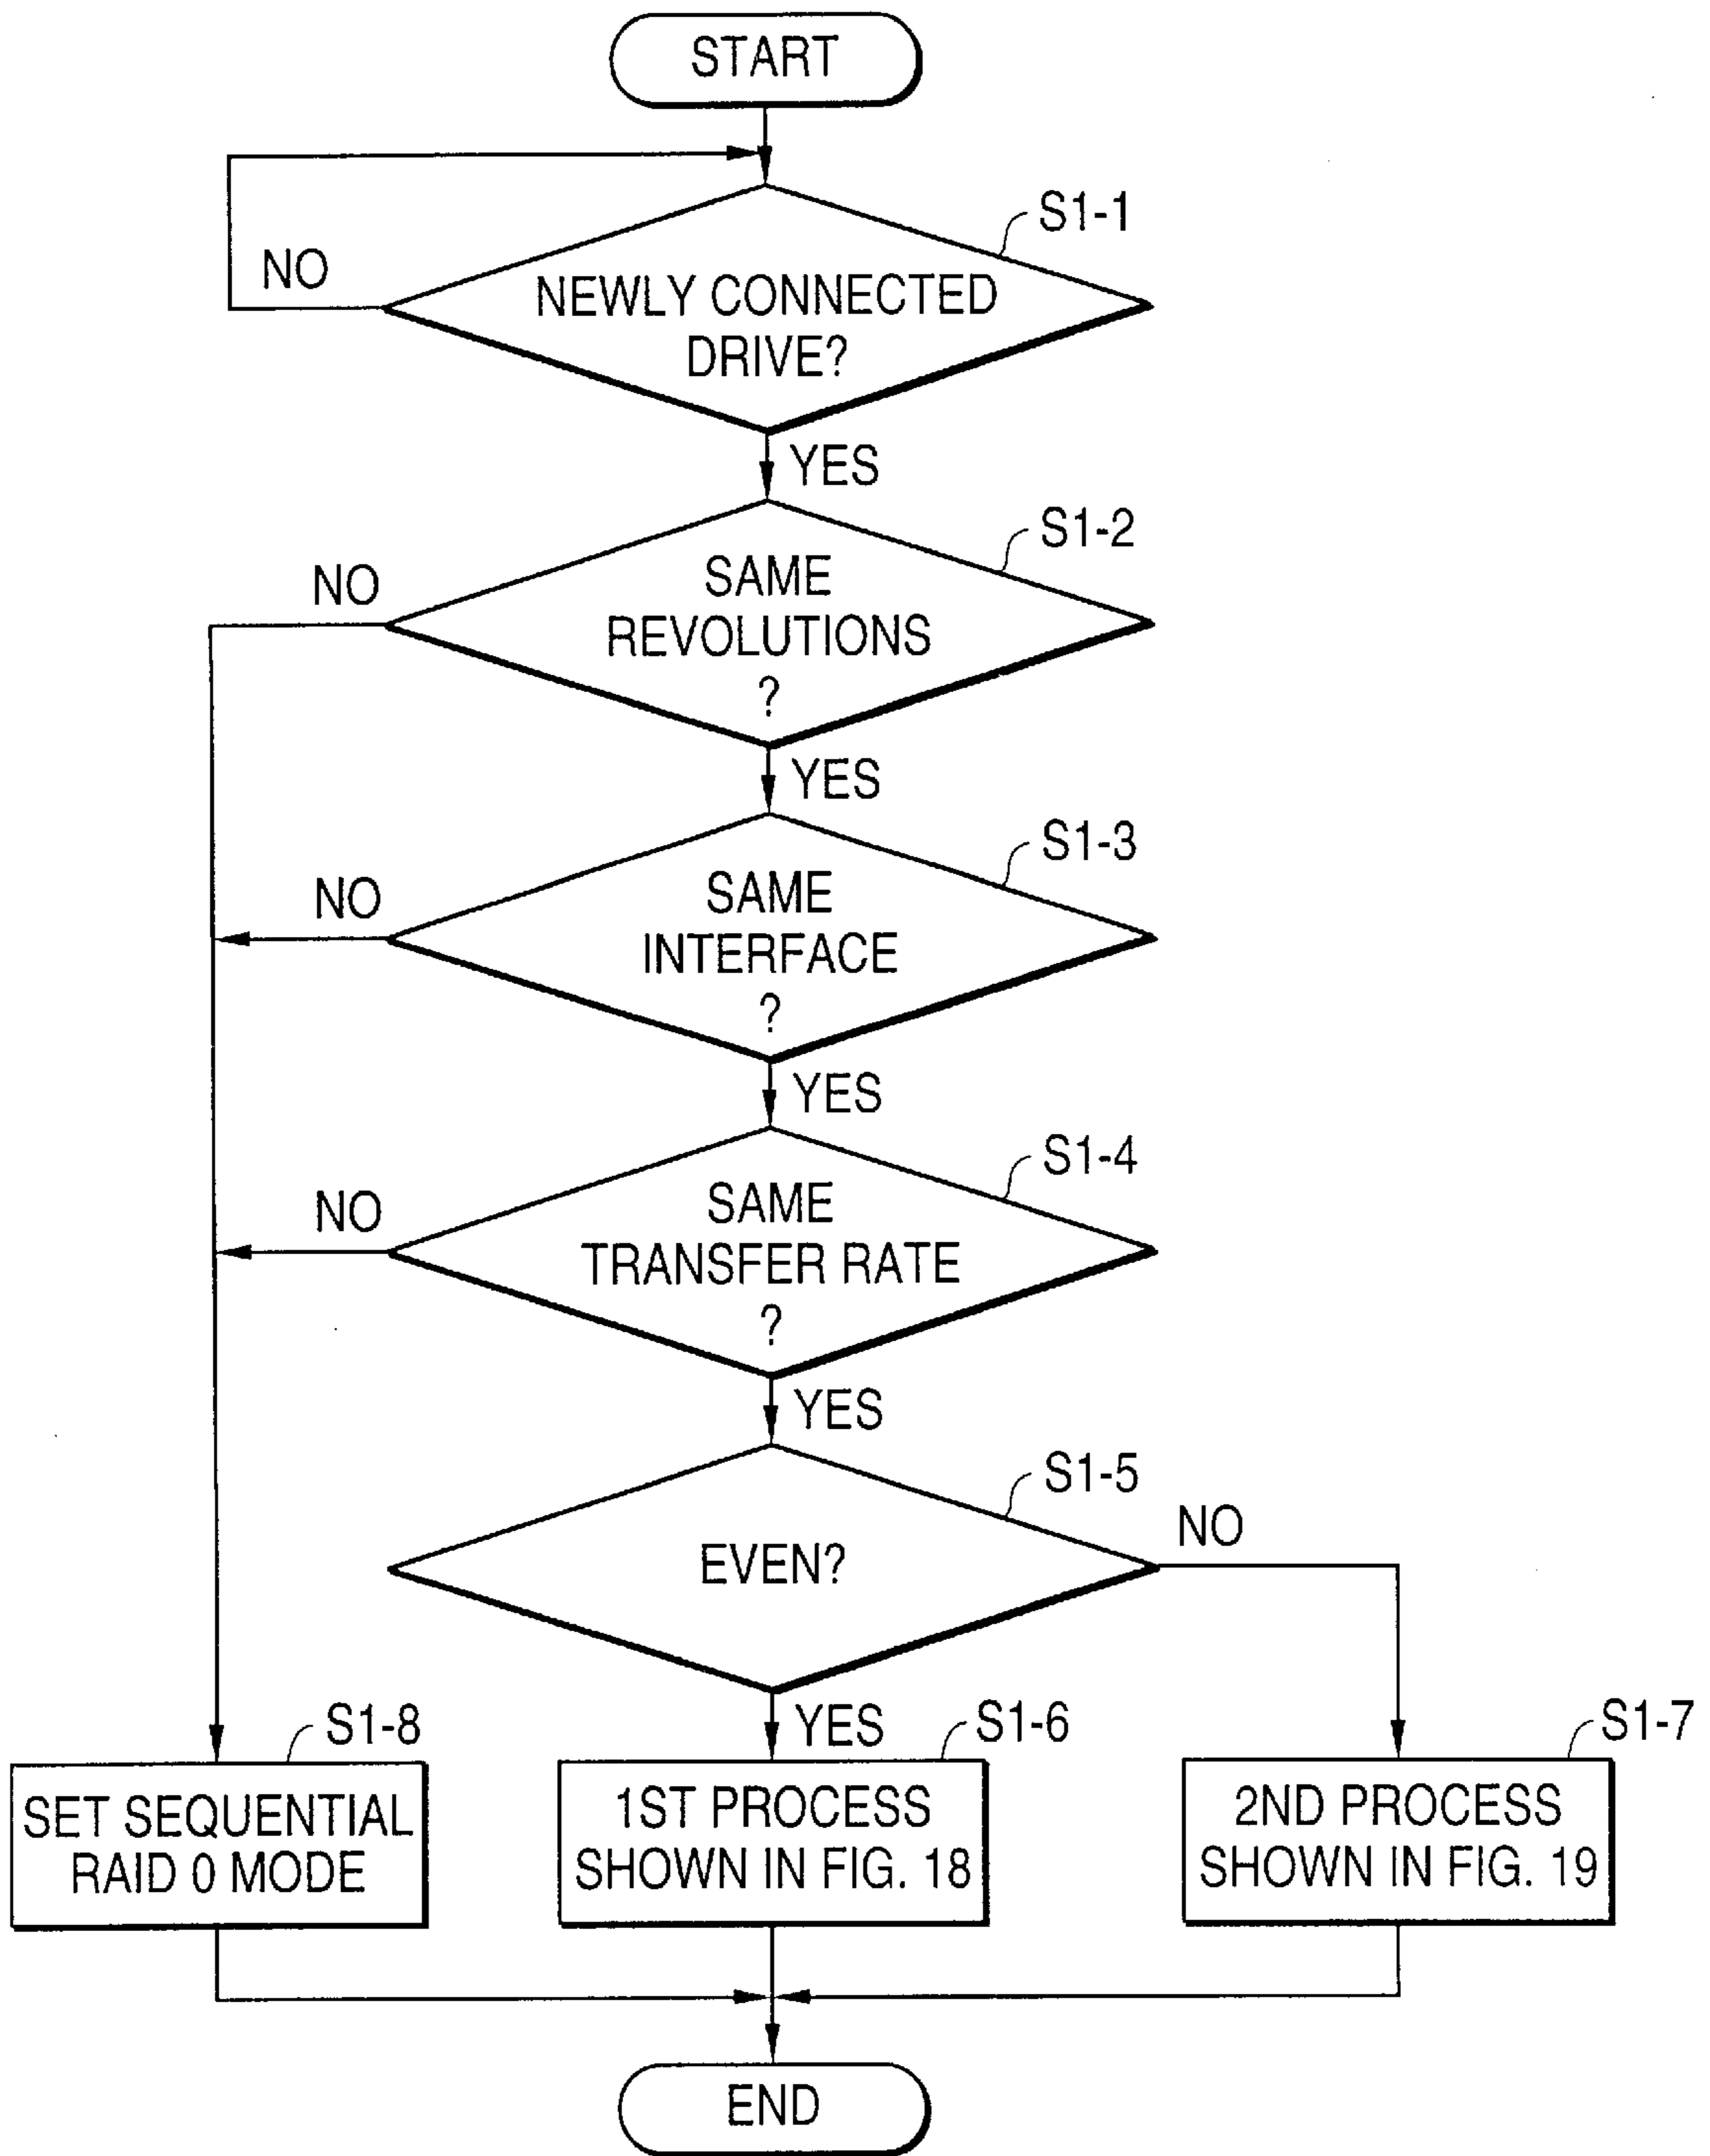 START
S1-1
NO
NEWLY CONNECTED
DRIVE?
YES
S1-2
NO
SAME
REVOLUTIONS
?
YES
S1-3
NO
SAME
INTERFACE
?
YES
S1-4
NO
SAME
TRANSFER RATE
?
YES
S1-5
NO
EVEN?
YES
S1-8
S1-6
S1-7
SET SEQUENTIAL
RAID 0 MODE
1ST PROCESS
SHOWN IN FIG. 18
2ND PROCESS
SHOWN IN FIG. 19
END